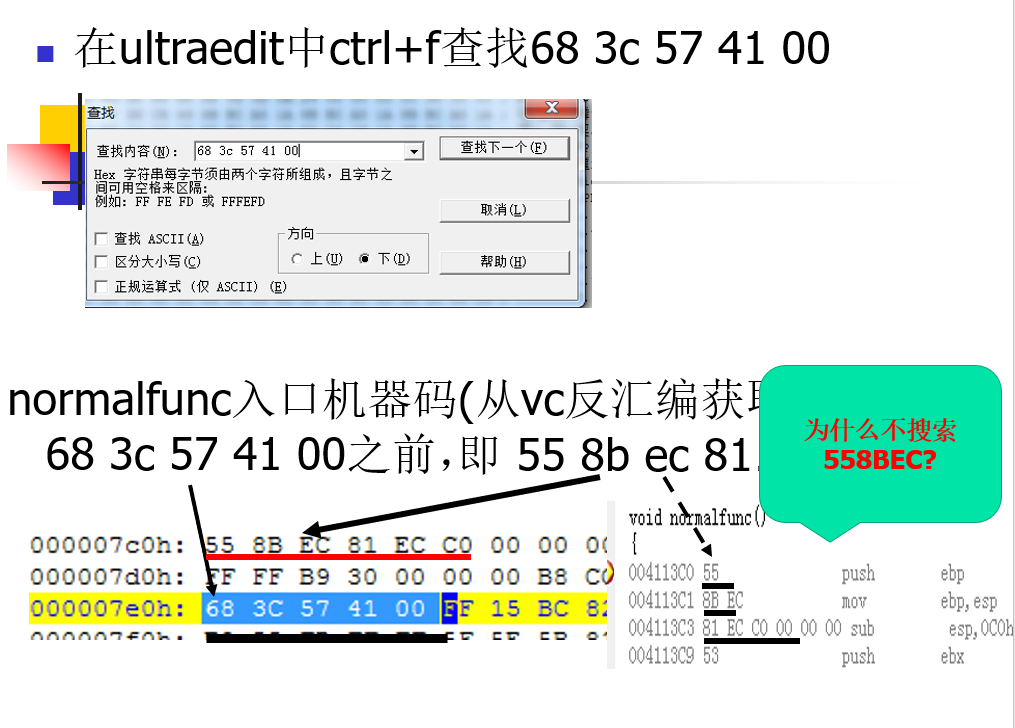 在ultraedit中ctrl+f查找68 3c 57 41 00
查找
查找内容(N):
68 3c 57 41 00
查找下一个(F)
Hex 字符串每字节须由两个字符所组成，且字节之
间可用空格来区隔:
例如: FF FE FD 或 FFFEFD
取消(L)
查找 ASCII(A)
方向
上(U)
下(D)
区分大小写(C)
帮助(H)
正规运算式 (仅 ASCII) (E)
normalfunc入口机器码(从vc反汇编获
68 3c 57 41 00之前，即 55 8b ec 81
为什么不搜索
558BEC?
000007c0h: 55 8B EC 81 EC C0 00 00 00
000007d0h: FF FF B9 30 00 00 00 B8 C0
000007e0h: 68 3C 57 41 00 FF 15 BC 82
000007f0h:
void normalfunc()
{
004113C0 55 push ebp
004113C1 8B EC mov ebp,esp
004113C3 81 EC C0 00 00 00 sub esp,0C0h
004113C9 53 push ebx